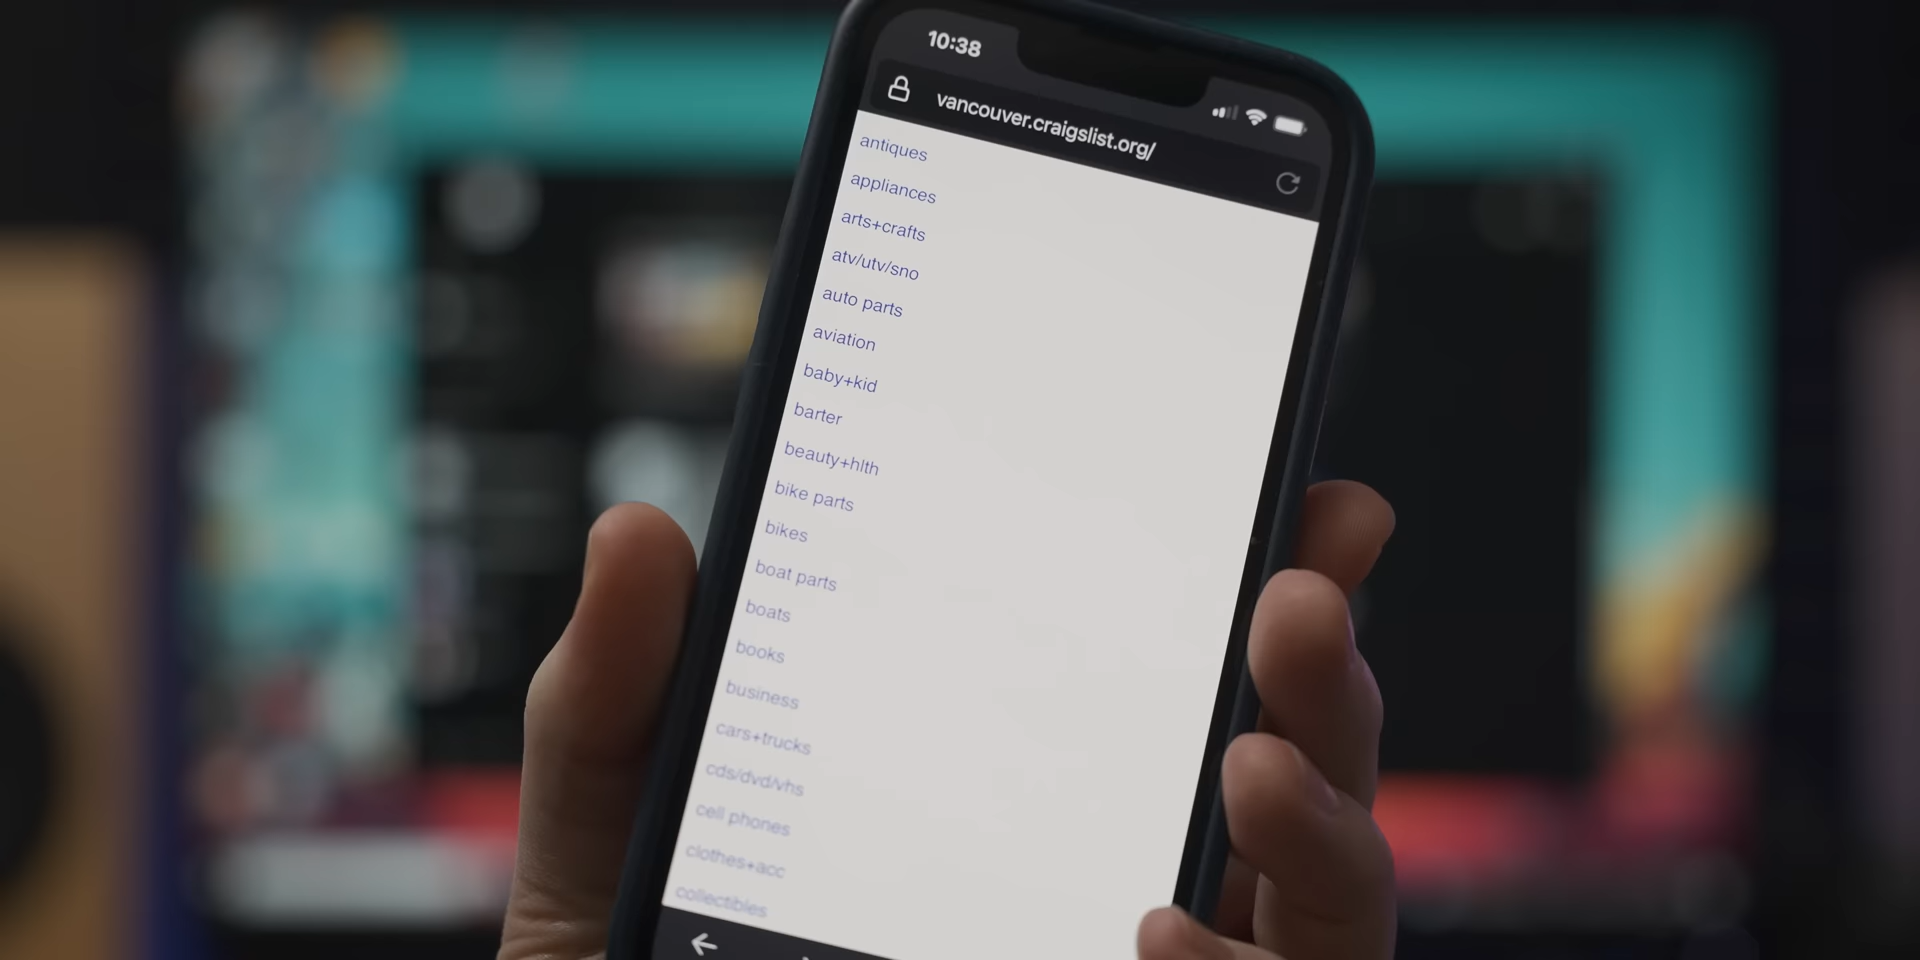 10:38
vancouver.craigslist.org/
antiques
appliances
arts+crafts
atv/utv/sno
auto parts
aviation
baby+kid
barter
beauty+hlth
bike parts
bikes
boat parts
boats
books
business
cars+trucks
cds/dvd/vhs
cell phones
clothes+acc
collectibles